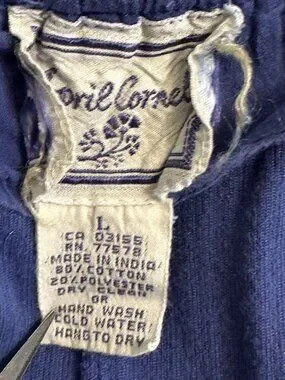 April Cornel
L
CA 03155
RN. 77578
MADE IN INDIA
80% COTTON
20% POLYESTER
DRY CLEAN
OR
HAND WASH
COLD WATER
HANG TO DRY